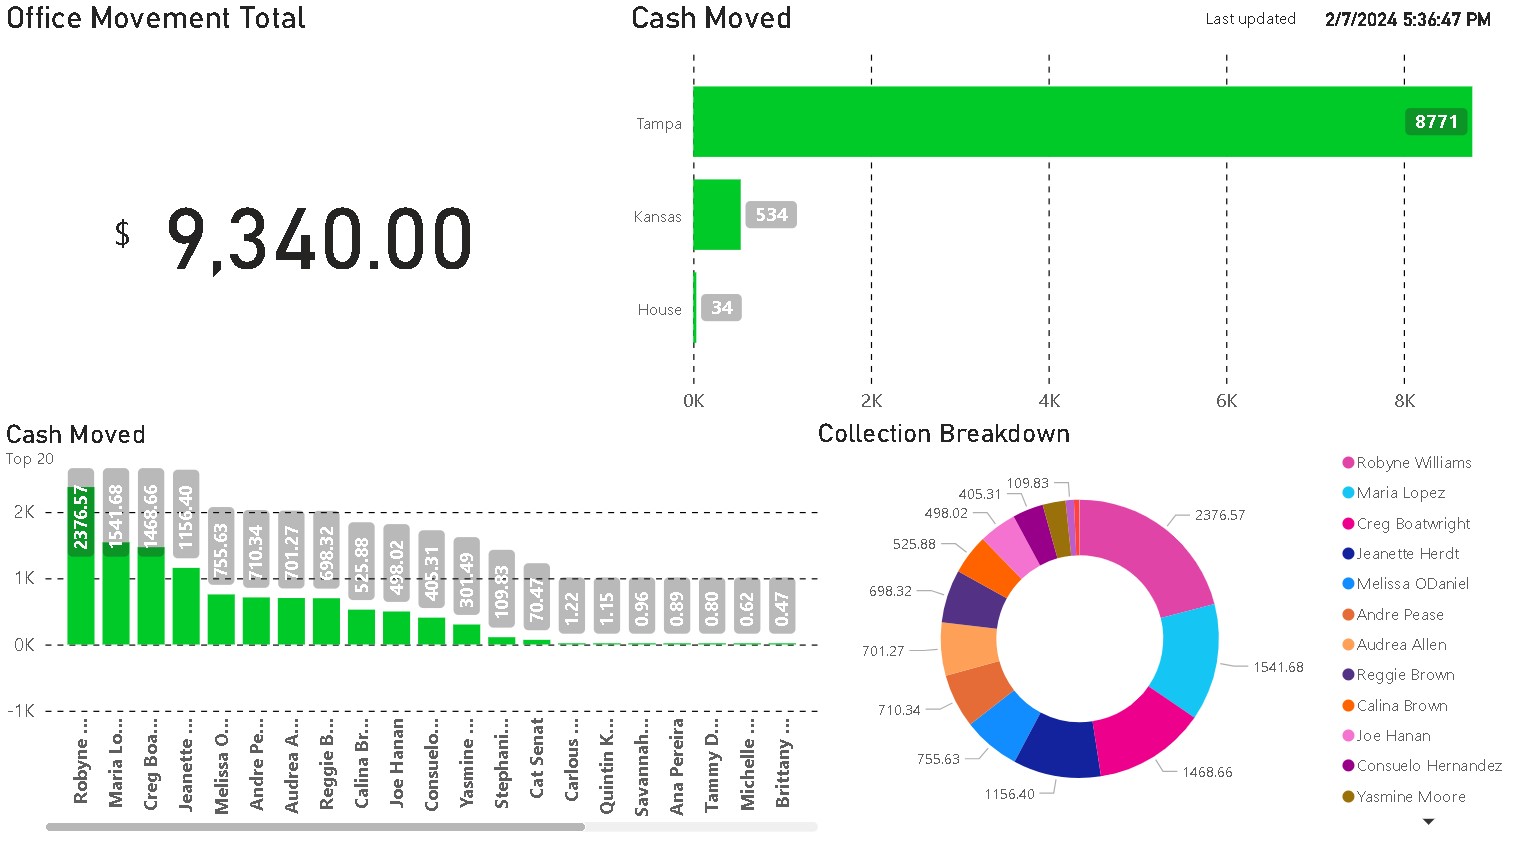 Office Movement Total
$ 9,340.00
Cash Moved
Last updated 2/7/2024 5:36:47 PM
Tampa 8771
Kansas 534
House 34
0K 2K 4K 6K 8K
Cash Moved
Top 20
2K
1K
0K
-1K
2376.57 1541.68 1468.66 1156.40 755.63 710.34 701.27 698.32 525.88 498.02 405.31 301.49 109.83 70.47 1.22 1.15 0.96 0.89 0.80 0.62 0.47
Robyne ...
Maria Lo...
Creg Boa...
Jeanette ...
Melissa O...
Andre Pe...
Audrea A...
Reggie B...
Calina Br...
Joe Hanan
Consuelo...
Yasmine ...
Stephani...
Cat Senat
Carlous ...
Quintin K...
Savannah...
Ana Pereira
Tammy D...
Michelle ...
Brittany ...
Collection Breakdown
2376.57
1541.68
1468.66
1156.40
755.63
710.34
701.27
698.32
525.88
498.02
405.31
109.83
Robyne Williams
Maria Lopez
Creg Boatwright
Jeanette Herdt
Melissa ODaniel
Andre Pease
Audrea Allen
Reggie Brown
Calina Brown
Joe Hanan
Consuelo Hernandez
Yasmine Moore